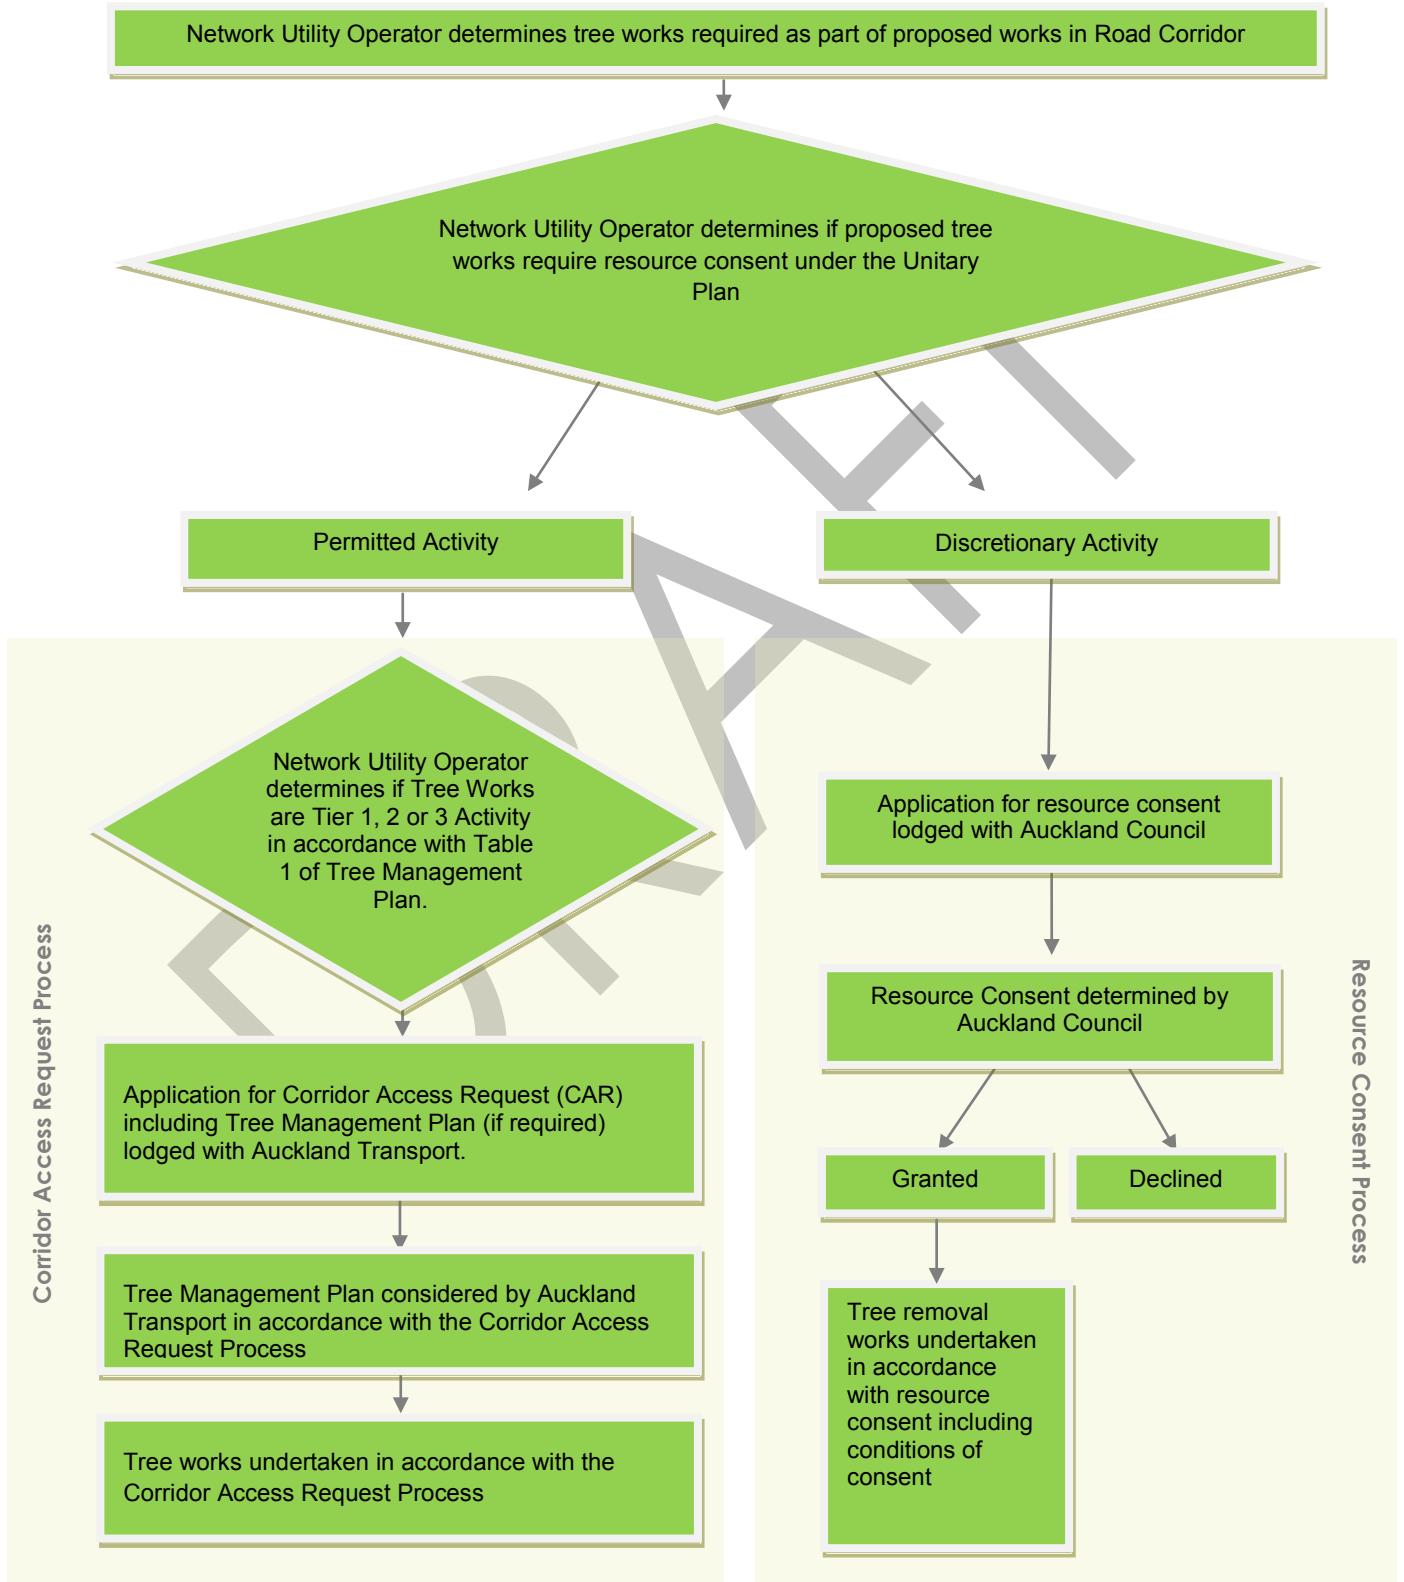 Network Utility Operator determines tree works required as part of proposed works in Road Corridor
Network Utility Operator determines if proposed tree
works require resource consent under the Unitary
Plan
Permitted Activity
Discretionary Activity
Corridor Access Request Process
Network Utility Operator
determines if Tree Works
are Tier 1, 2 or 3 Activity
in accordance with Table
1 of Tree Management
Plan.
Application for Corridor Access Request (CAR)
including Tree Management Plan (if required)
lodged with Auckland Transport.
Tree Management Plan considered by Auckland
Transport in accordance with the Corridor Access
Request Process
Tree works undertaken in accordance with the
Corridor Access Request Process
Resource Consent Process
Application for resource consent
lodged with Auckland Council
Resource Consent determined by
Auckland Council
Granted
Declined
Tree removal
works undertaken
in accordance
with resource
consent including
conditions of
consent
DRAFT